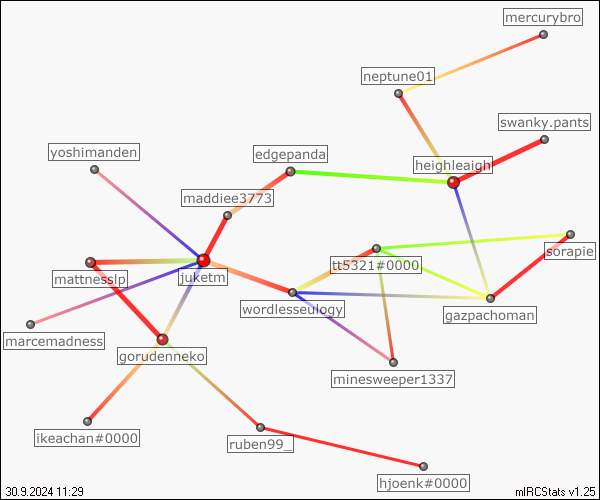 mercurybro
neptune01
swanky.pants
yoshimanden
edgepanda
heighleaigh
maddiee3773
sorapie
tt5321#0000
mattnesslp
juketm
wordlesseulogy
gazpachoman
marcemadness
gorudenneko
minesweeper1337
ikeachan#0000
ruben99_
hjoenk#0000
30.9.2024 11:29
mIRCStats v1.25